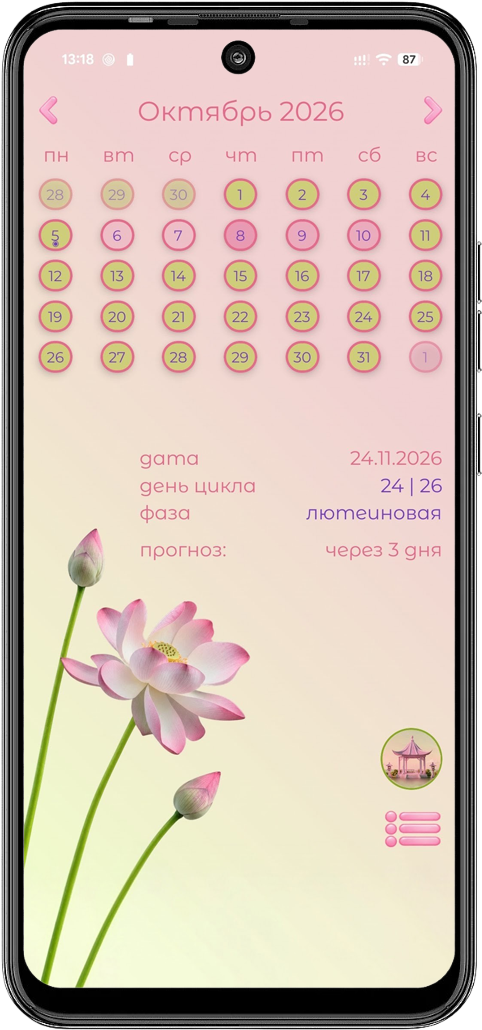 13:18 87
Октябрь 2026
пн вт ср чт пт сб вс
28 29 30 1 2 3 4
5 6 7 8 9 10 11
12 13 14 15 16 17 18
19 20 21 22 23 24 25
26 27 28 29 30 31 1
дата 24.11.2026
день цикла 24 | 26
фаза лютеиновая
прогноз: через 3 дня